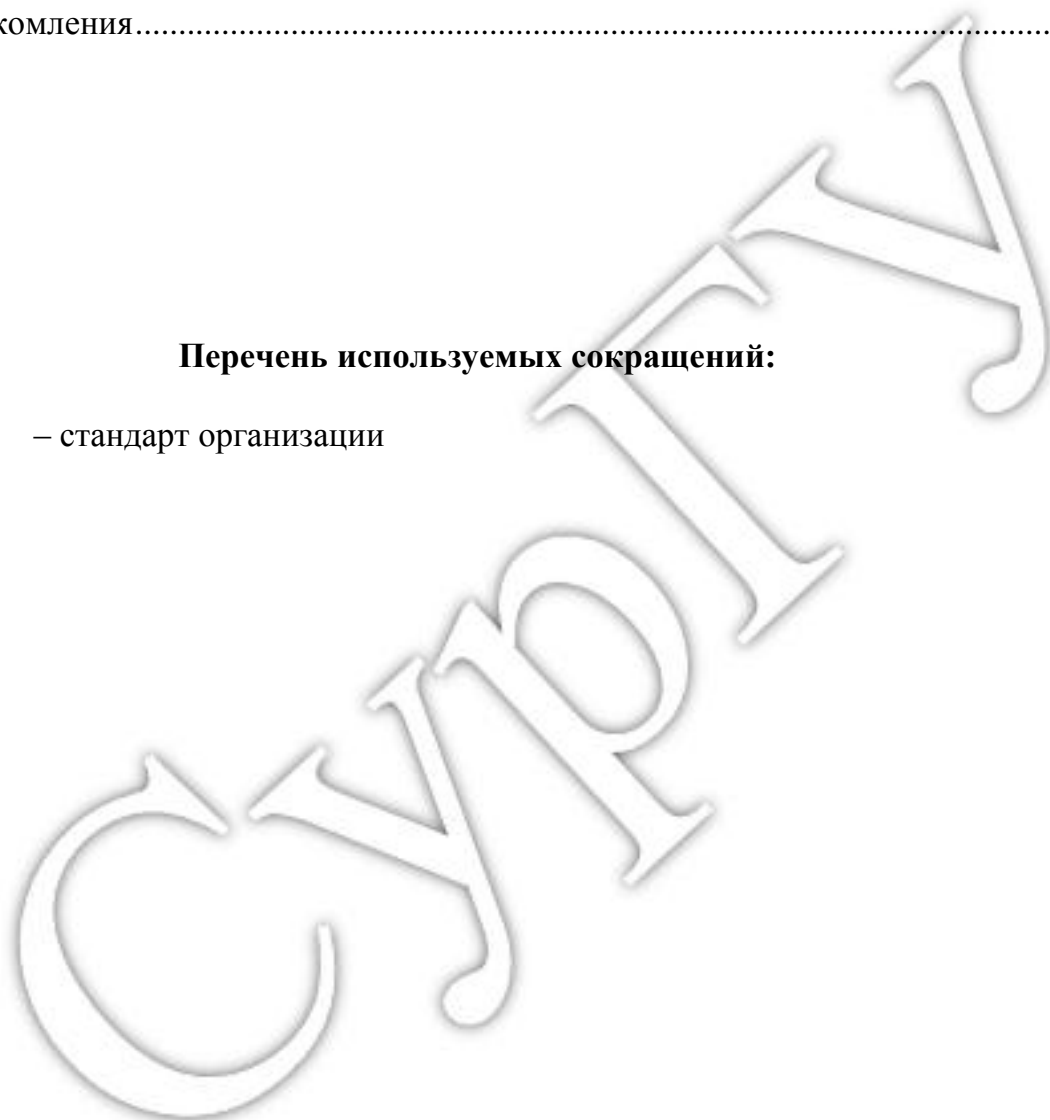 комления....................................................................................................
Перечень используемых сокращений:
– стандарт организации
СурГУ